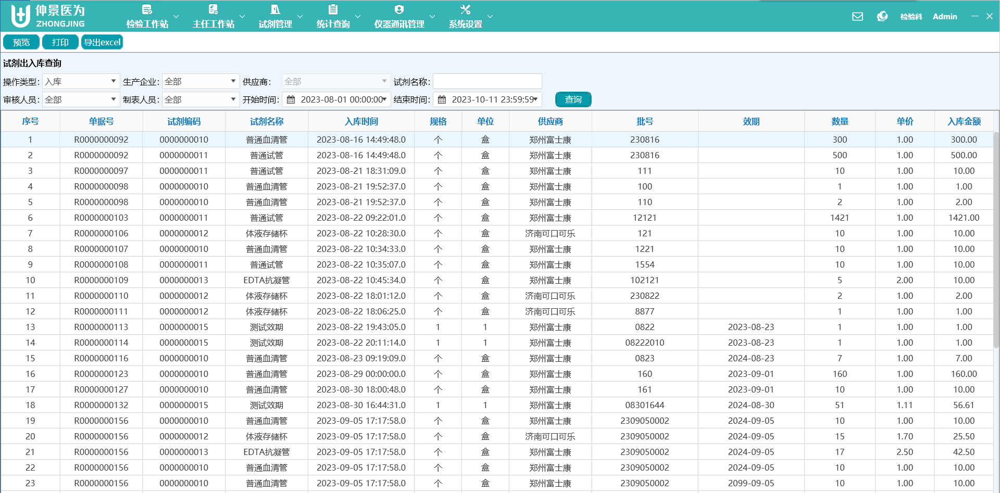 仲景医为
ZHONGJING
检验工作站 主任工作站 试剂管理 统计查询 仪器通讯管理 系统设置 检验科 Admin
预览 打印 导出excel
试剂出入库查询
操作类型: 入库 生产企业: 全部 供应商: 全部 试剂名称:
审核人员: 全部 制表人员: 全部 开始时间: 2023-08-01 00:00:00 结束时间: 2023-10-11 23:59:59 查询
序号 单据号 试剂编码 试剂名称 入库时间 规格 单位 供应商 批号 效期 数量 单价 入库金额
1 R0000000092 0000000010 普通血清管 2023-08-16 14:49:48.0 个 盒 郑州富士康 230816 300 1.00 300.00
2 R0000000092 0000000011 普通试管 2023-08-16 14:49:48.0 个 盒 郑州富士康 230816 500 1.00 500.00
3 R0000000097 0000000011 普通试管 2023-08-21 18:31:09.0 个 盒 郑州富士康 111 10 1.00 10.00
4 R0000000098 0000000010 普通血清管 2023-08-21 19:52:37.0 个 盒 郑州富士康 100 1 1.00 1.00
5 R0000000098 0000000010 普通血清管 2023-08-21 19:52:37.0 个 盒 郑州富士康 110 2 1.00 2.00
6 R0000000103 0000000011 普通试管 2023-08-22 09:22:01.0 个 盒 郑州富士康 12121 1421 1.00 1421.00
7 R0000000106 0000000012 体液存储杯 2023-08-22 10:28:30.0 个 盒 济南可口可乐 121 10 1.00 10.00
8 R0000000107 0000000010 普通血清管 2023-08-22 10:34:33.0 个 盒 郑州富士康 1221 10 1.00 10.00
9 R0000000108 0000000011 普通试管 2023-08-22 10:35:07.0 个 盒 郑州富士康 1554 10 1.00 10.00
10 R0000000109 0000000013 EDTA抗凝管 2023-08-22 10:45:34.0 个 盒 郑州富士康 102121 5 2.00 10.00
11 R0000000110 0000000012 体液存储杯 2023-08-22 18:01:12.0 个 盒 济南可口可乐 230822 2 1.00 2.00
12 R0000000111 0000000012 体液存储杯 2023-08-22 18:06:25.0 个 盒 济南可口可乐 8877 1 1.00 1.00
13 R0000000113 0000000015 测试效期 2023-08-22 19:43:05.0 1 1 郑州富士康 0822 2023-08-23 1 1.00 1.00
14 R0000000114 0000000015 测试效期 2023-08-22 20:11:14.0 1 1 郑州富士康 08222010 2023-08-23 1 1.00 1.00
15 R0000000116 0000000010 普通血清管 2023-08-23 09:19:09.0 个 盒 郑州富士康 0823 2024-08-23 7 1.00 7.00
16 R0000000123 0000000010 普通血清管 2023-08-29 00:00:00.0 个 盒 郑州富士康 160 2023-09-01 160 1.00 160.00
17 R0000000127 0000000010 普通血清管 2023-08-30 18:00:48.0 个 盒 郑州富士康 161 2023-09-01 10 1.00 10.00
18 R0000000132 0000000015 测试效期 2023-08-30 16:44:31.0 1 1 郑州富士康 08301644 2024-08-30 51 1.11 56.61
19 R0000000156 0000000010 普通血清管 2023-09-05 17:17:58.0 个 盒 郑州富士康 2309050002 2024-09-05 10 1.00 10.00
20 R0000000156 0000000012 体液存储杯 2023-09-05 17:17:58.0 个 盒 济南可口可乐 2309050002 2024-09-05 15 1.70 25.50
21 R0000000156 0000000013 EDTA抗凝管 2023-09-05 17:17:58.0 个 盒 郑州富士康 2309050002 2024-09-05 17 2.50 42.50
22 R0000000156 0000000010 普通血清管 2023-09-05 17:17:58.0 个 盒 郑州富士康 2309050002 2024-09-05 10 1.00 10.00
23 R0000000156 0000000010 普通血清管 2023-09-05 17:17:58.0 个 盒 郑州富士康 2309050002 2099-09-05 10 1.00 10.00